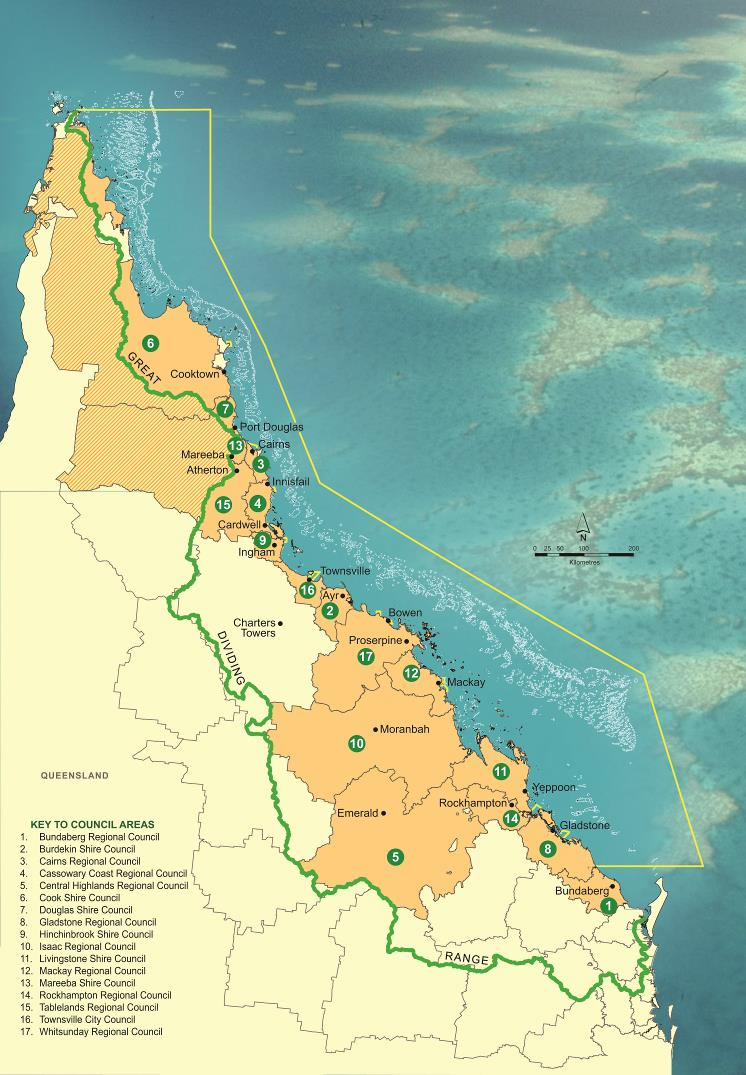 6
GREAT
Cooktown
7
Port Douglas
13
Cairns
Mareeba
3
Atherton
Innisfail
15
4
Cardwell
9
Ingham
N
0 25 50 100 200
Kilometres
Townsville
16
Ayr
2
Bowen
Charters
Towers
Proserpine
DIVIDING
17
12
Mackay
Moranbah
10
QUEENSLAND
11
Yeppoon
Rockhampton
Emerald
14
Gladstone
8
5
Bundaberg
1
RANGE
KEY TO COUNCIL AREAS
1. Bundaberg Regional Council
2. Burdekin Shire Council
3. Cairns Regional Council
4. Cassowary Coast Regional Council
5. Central Highlands Regional Council
6. Cook Shire Council
7. Douglas Shire Council
8. Gladstone Regional Council
9. Hinchinbrook Shire Council
10. Isaac Regional Council
11. Livingstone Shire Council
12. Mackay Regional Council
13. Mareeba Shire Council
14. Rockhampton Regional Council
15. Tablelands Regional Council
16. Townsville City Council
17. Whitsunday Regional Council